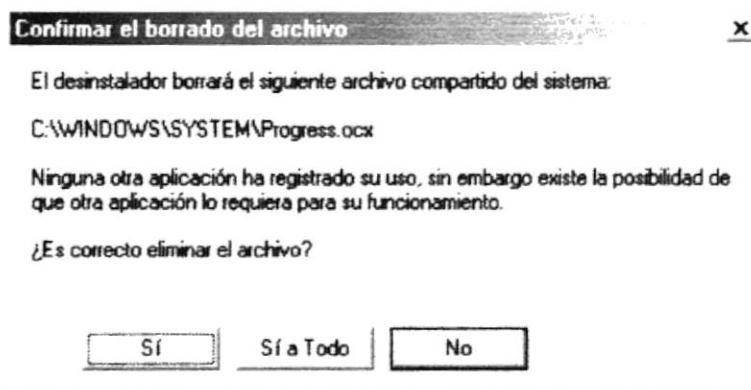 Confirmar el borrado del archivo
El desinstalador borrará el siguiente archivo compartido del sistema:
C:\WINDOWS\SYSTEM\Progress.ocx
Ninguna otra aplicación ha registrado su uso, sin embargo existe la posibilidad de
que otra aplicación lo requiera para su funcionamiento.
¿Es correcto eliminar el archivo?
Sí
Sí a Todo
No